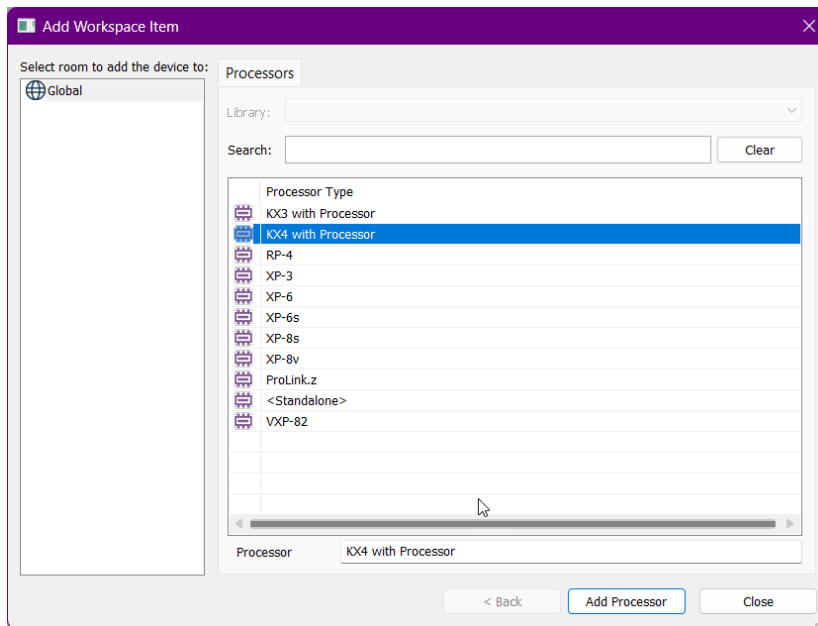 Add Workspace Item
Select room to add the device to:
Global
Processors
Library:
Search:
Clear
Processor Type
KX3 with Processor
KX4 with Processor
RP-4
XP-3
XP-6
XP-6s
XP-8s
XP-8v
ProLink.z
<Standalone>
VXP-82
Processor
KX4 with Processor
< Back
Add Processor
Close